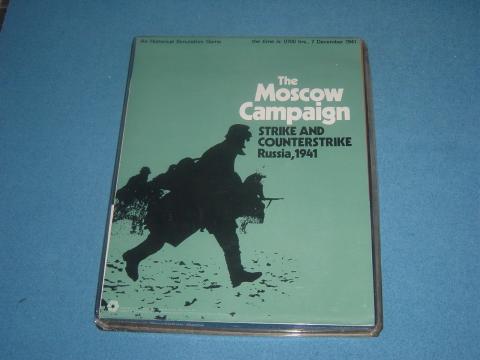 An Historical Simulation Game
the time is 0700 hrs., 7 December 1941
The
Moscow
Campaign
STRIKE AND
COUNTERSTRIKE
Russia, 1941